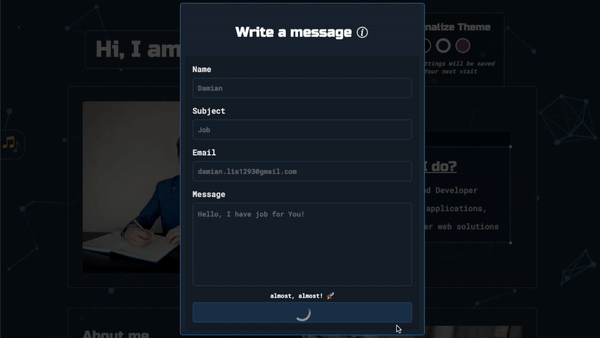 Write a message ⓘ
Hi, I am
nalize Theme
ttings will be saved
Your next visit
Name
Damian
Subject
Job
Email
damian.lis1293@gmail.com
Message
Hello, I have job for You!
I do?
d Developer
applications,
er web solutions
almost, almost! 🚀
About me